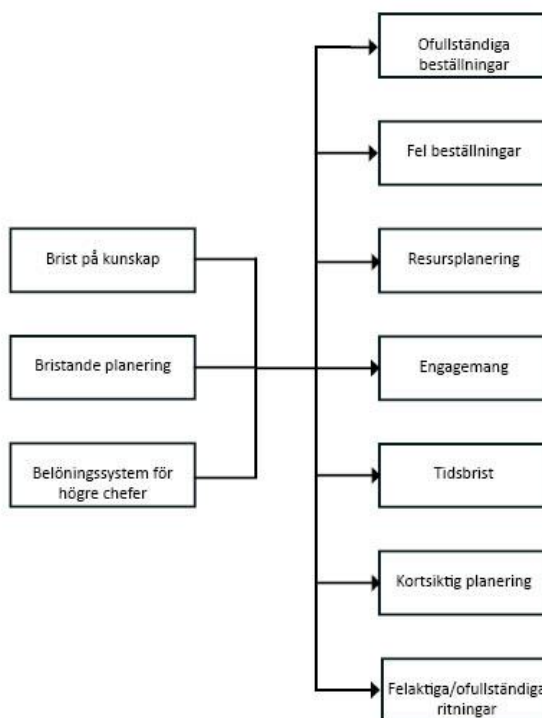 Brist på kunskap
Bristande planering
Belöningssystem för
högre chefer
Ofullständiga
beställningar
Fel beställningar
Resursplanering
Engagemang
Tidsbrist
Kortsiktig planering
Felaktiga/ofullständiga
ritningar